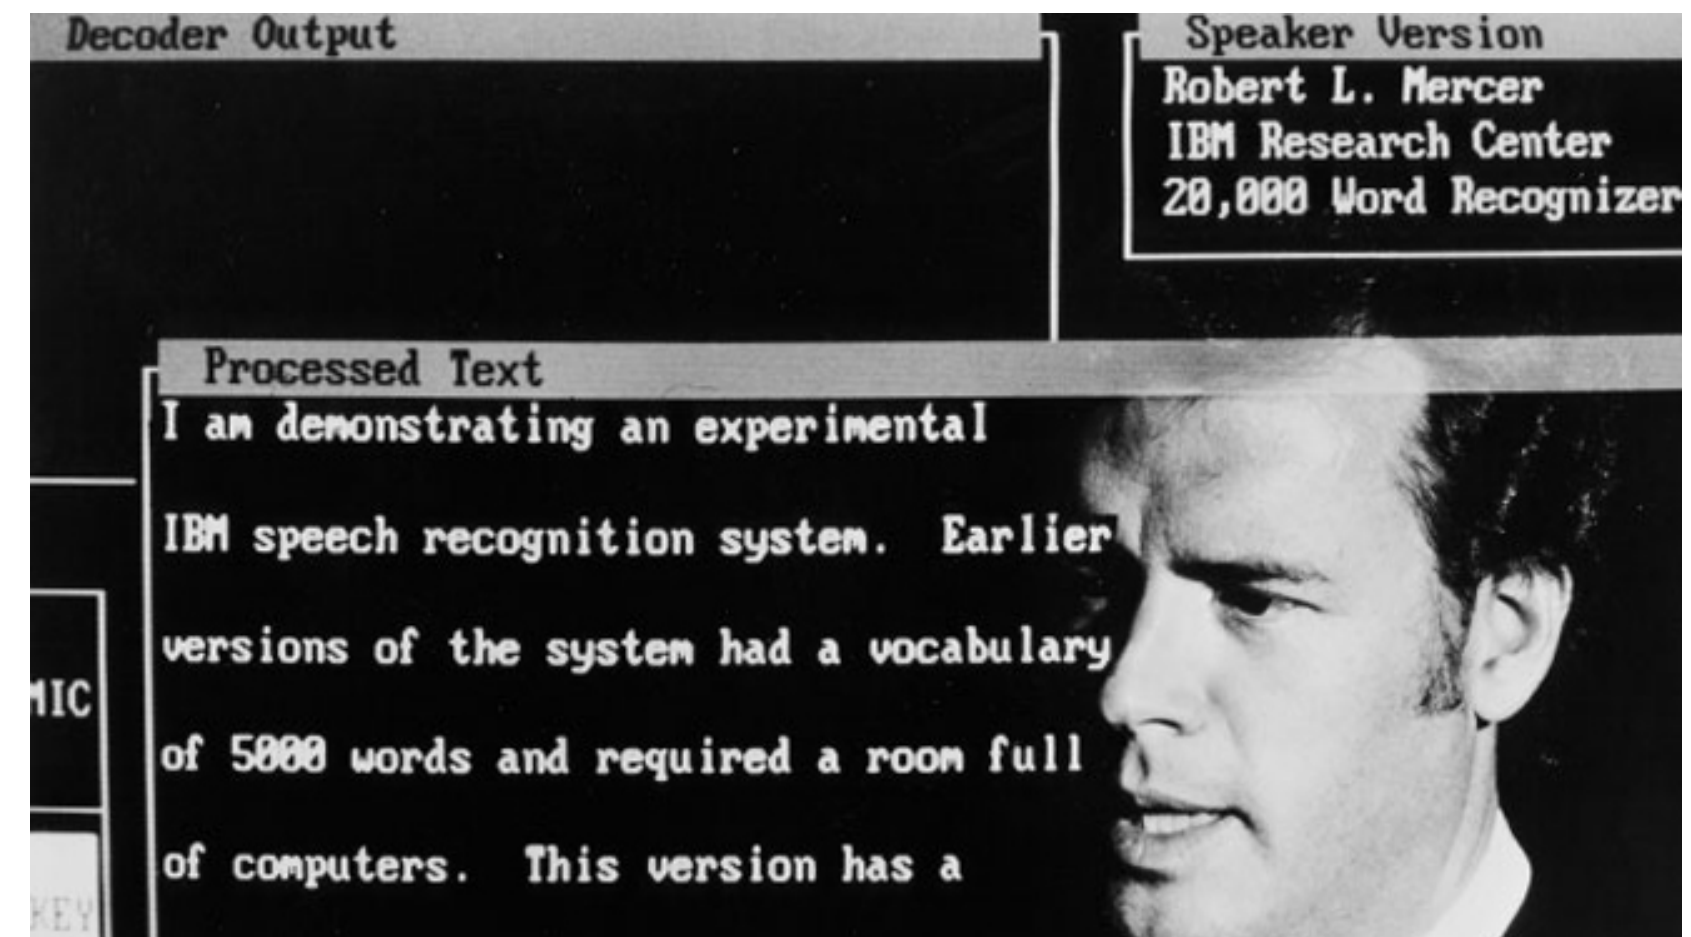 Decoder Output
Speaker Version
Robert L. Mercer
IBM Research Center
20,000 Word Recognizer
Processed Text
I am demonstrating an experimental
IBM speech recognition system. Earlier
versions of the system had a vocabulary
of 5000 words and required a room full
of computers. This version has a
MIC
KEY